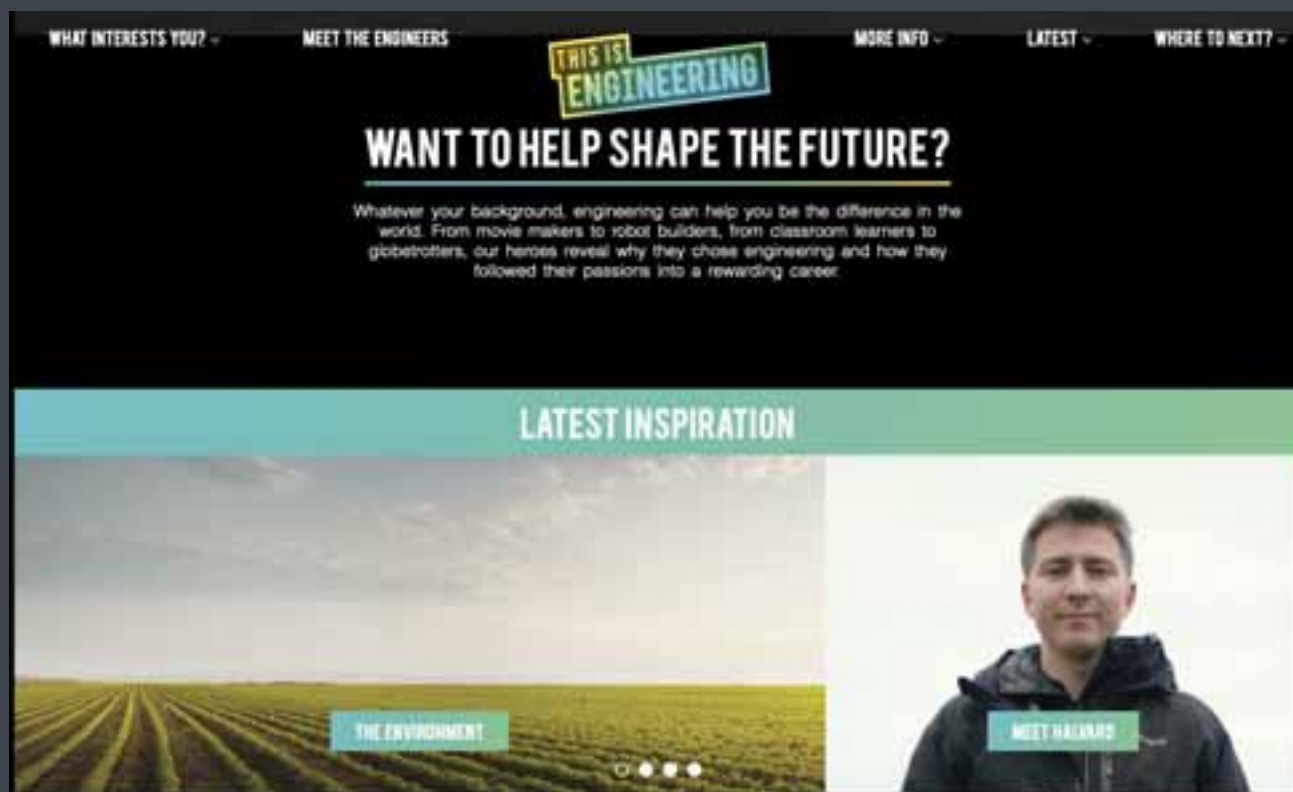 WHAT INTERESTS YOU?
MEET THE ENGINEERS
THIS IS
ENGINEERING
MORE INFO
LATEST
WHERE TO NEXT?
WANT TO HELP SHAPE THE FUTURE?
Whatever your background, engineering can help you be the difference in the
world. From movie makers to robot builders, from classroom learners to
globetrotters, our heroes reveal why they chose engineering and how they
followed their passions into a rewarding career.
LATEST INSPIRATION
THE ENVIRONMENT
MEET HALVARD